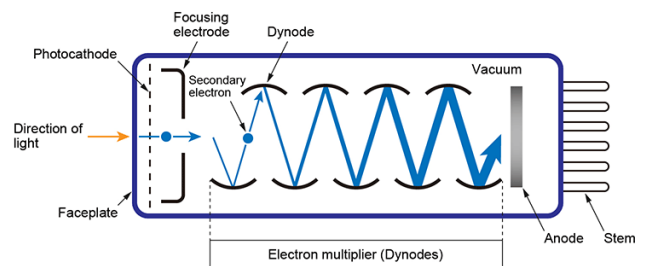 Focusing
electrode
Dynode
Photocathode
Vacuum
Secondary
electron
Direction of
light
Faceplate
Anode
Stem
Electron multiplier (Dynodes)